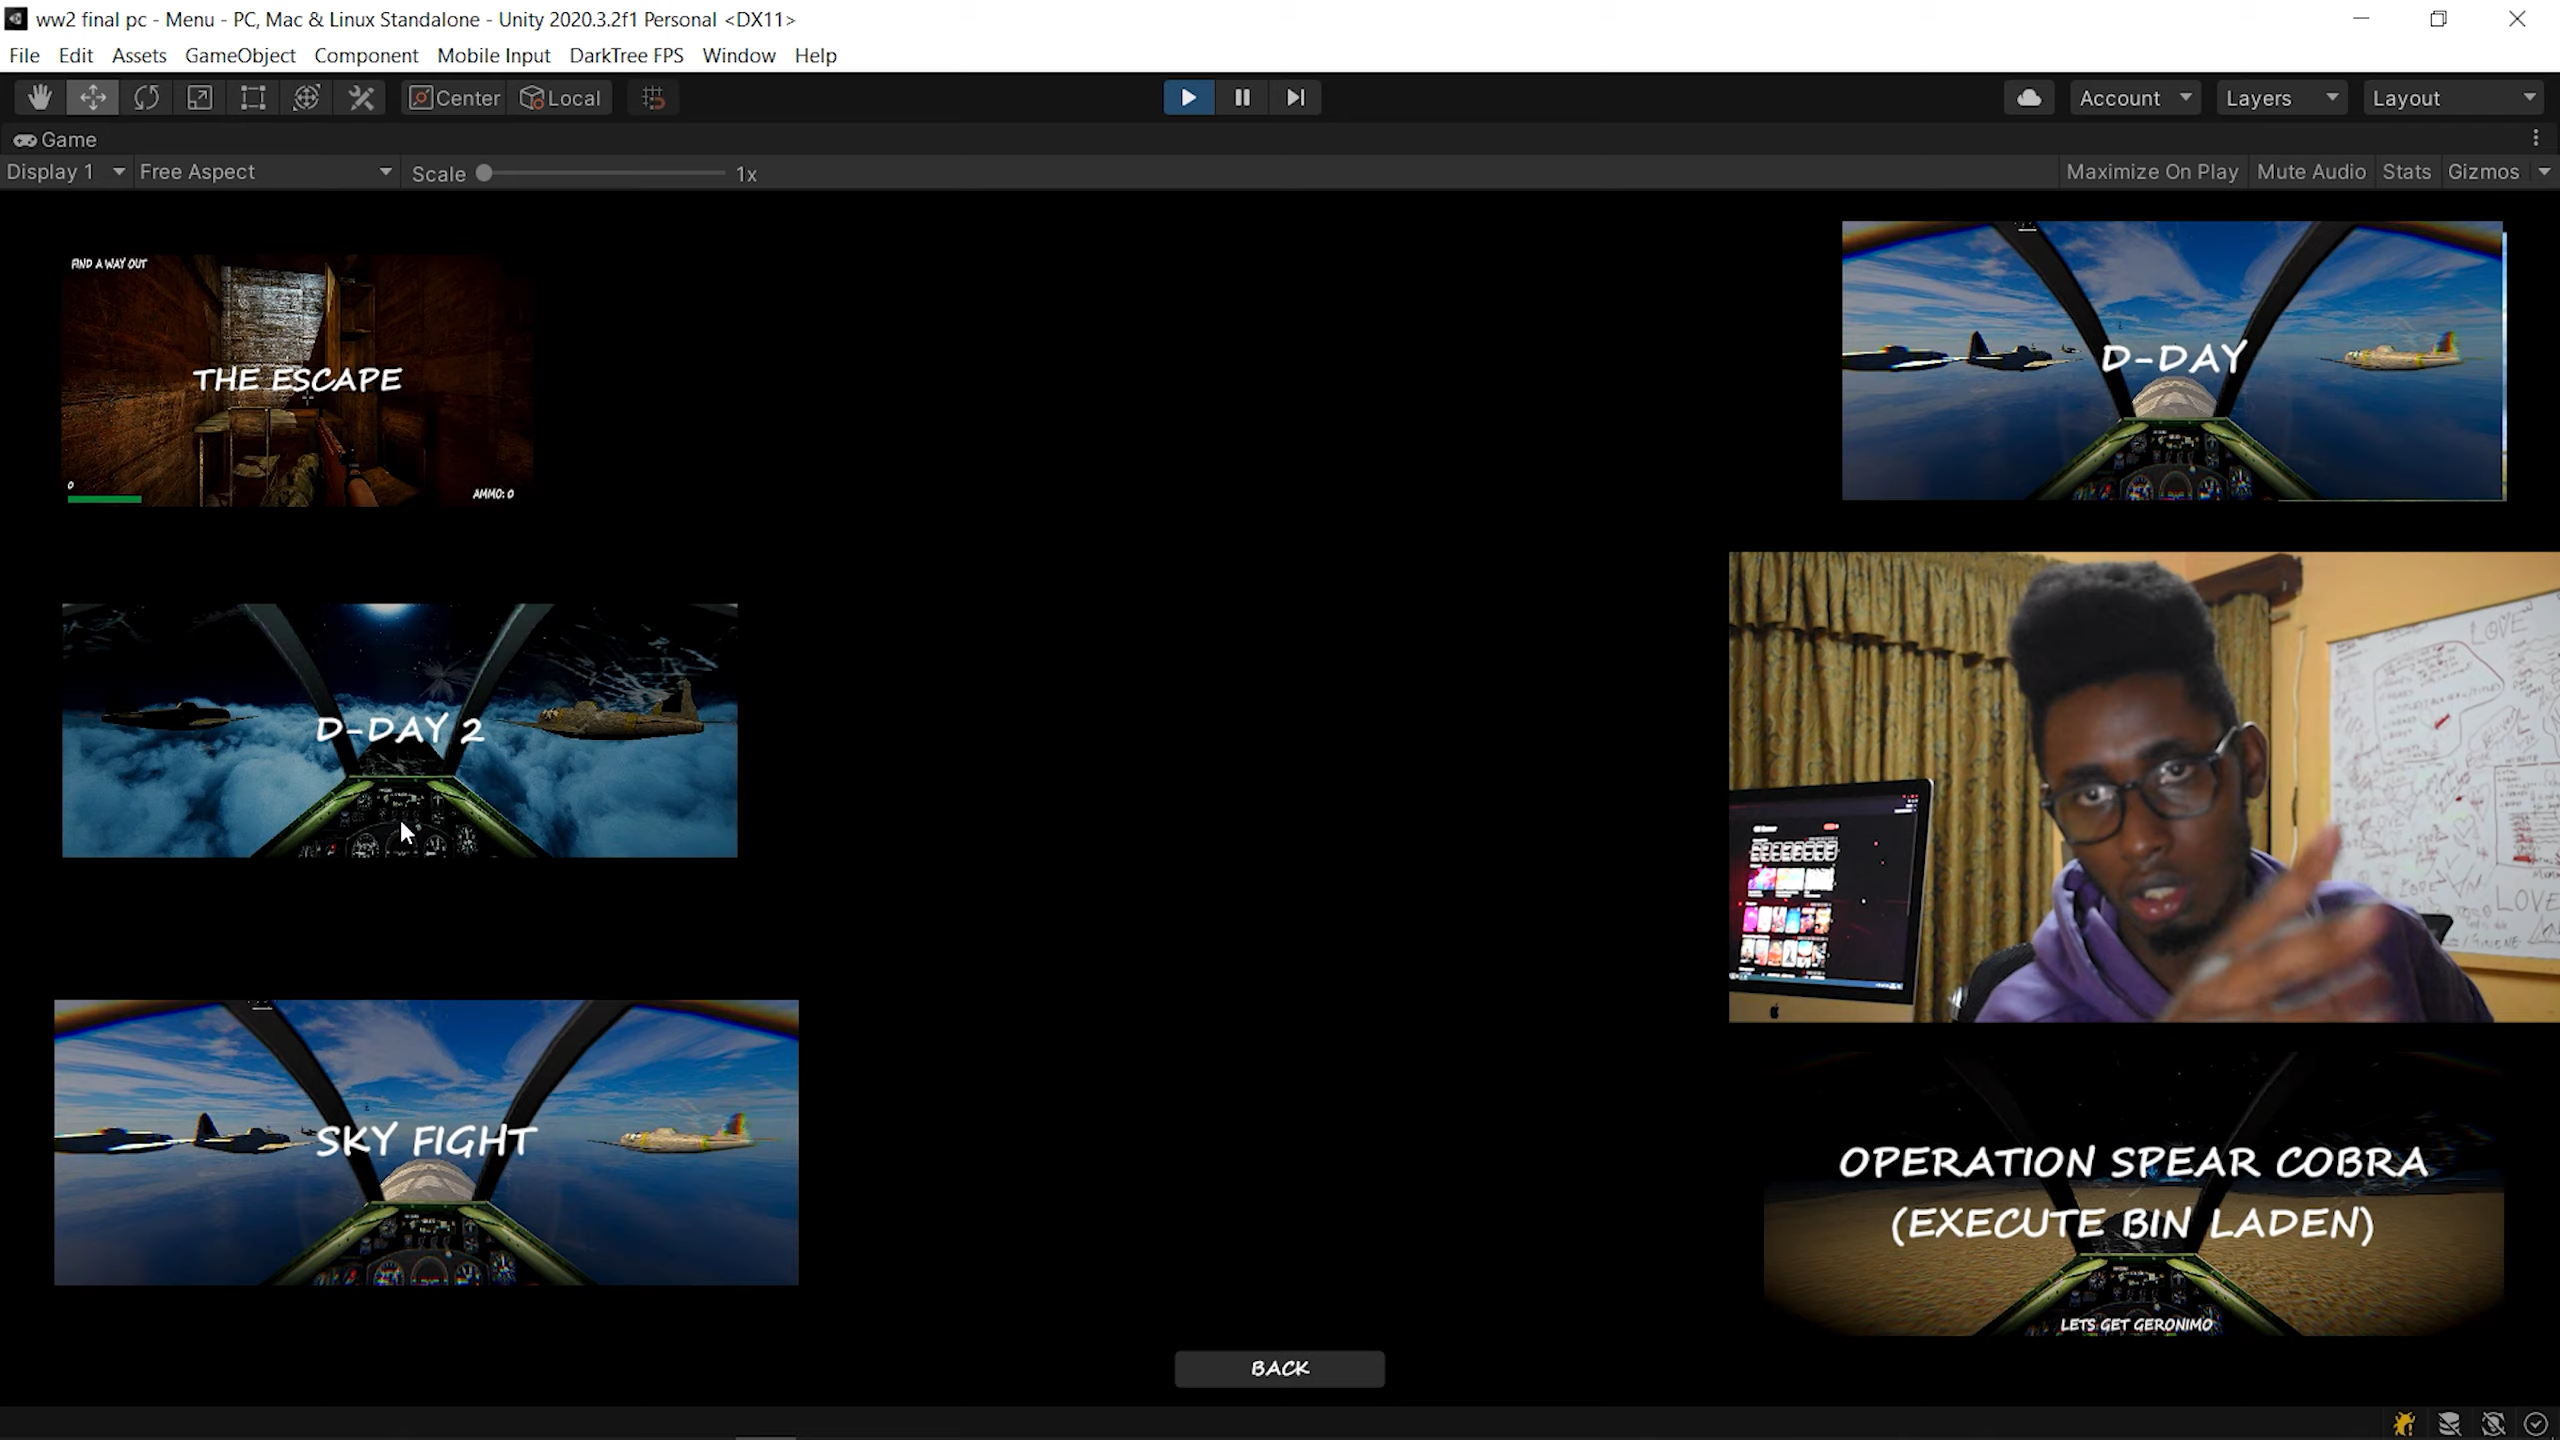 ww2 final pc - Menu - PC, Mac & Linux Standalone - Unity 2020.3.2f1 Personal <DX11>
File Edit Assets GameObject Component Mobile Input DarkTree FPS Window Help
Center Local Account Layers Layout
Game
Display 1 Free Aspect Scale 1x Maximize On Play Mute Audio Stats Gizmos
FIND A WAY OUT
THE ESCAPE
0
AMMO: 0
D-DAY
D-DAY 2
LOVE
LOVE
SKY FIGHT
OPERATION SPEAR COBRA
(EXECUTE BIN LADEN)
LETS GET GERONIMO
BACK